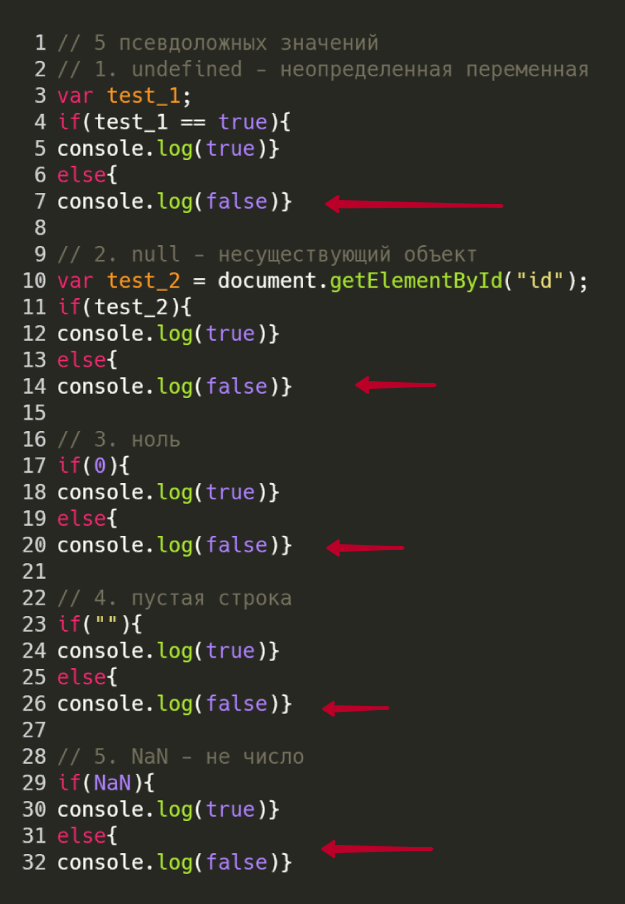 1 // 5 псевдоложных значений
2 // 1. undefined - неопределенная переменная
3 var test_1;
4 if(test_1 == true){
5 console.log(true)}
6 else{
7 console.log(false)}
8
9 // 2. null - несуществующий объект
10 var test_2 = document.getElementById("id");
11 if(test_2){
12 console.log(true)}
13 else{
14 console.log(false)}
15
16 // 3. ноль
17 if(0){
18 console.log(true)}
19 else{
20 console.log(false)}
21
22 // 4. пустая строка
23 if(""){
24 console.log(true)}
25 else{
26 console.log(false)}
27
28 // 5. NaN - не число
29 if(NaN){
30 console.log(true)}
31 else{
32 console.log(false)}